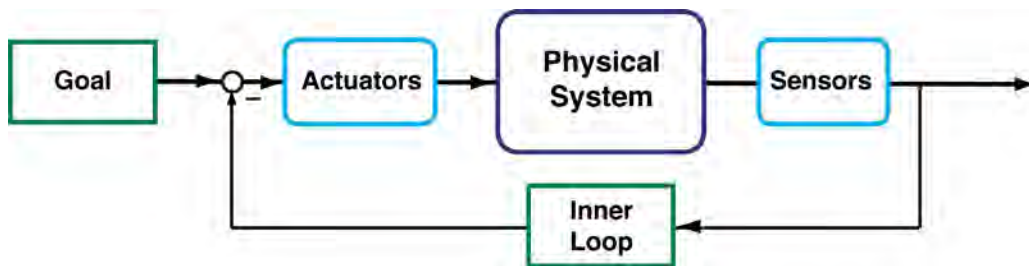 Goal
–
Actuators
Physical
System
Sensors
Inner
Loop